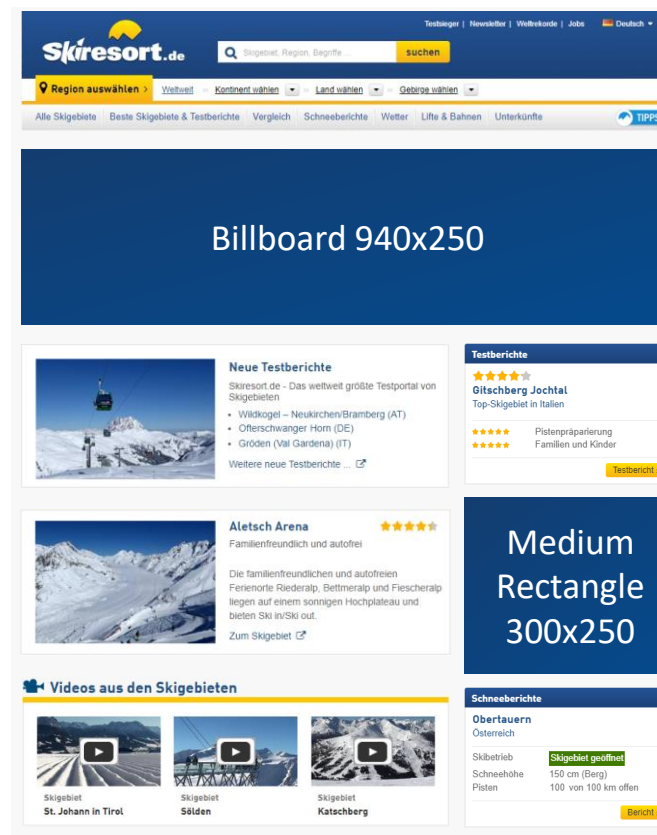 Testsieger | Newsletter | Weltrekorde | Jobs Deutsch
Skiresort.de
Skigebiet, Region, Begriffe ... suchen
Region auswählen > Weltweit Kontinent wählen Land wählen Gebirge wählen
Alle Skigebiete Beste Skigebiete & Testberichte Vergleich Schneeberichte Wetter Lifte & Bahnen Unterkünfte TIPPS
Billboard 940x250
Neue Testberichte
Skiresort.de - Das weltweit größte Testportal von
Skigebieten
• Wildkogel – Neukirchen/Bramberg (AT)
• Ofterschwanger Horn (DE)
• Gröden (Val Gardena) (IT)
Weitere neue Testberichte ...
Testberichte
Gitschberg Jochtal
Top-Skigebiet in Italien
Pistenpräparierung
Familien und Kinder
Testbericht
Aletsch Arena
Familienfreundlich und autofrei
Die familienfreundlichen und autofreien
Ferienorte Riederalp, Bettmeralp und Fiescheralp
liegen auf einem sonnigen Hochplateau und
bieten Ski in/Ski out.
Zum Skigebiet
Medium
Rectangle
300x250
Videos aus den Skigebieten
Skigebiet
St. Johann in Tirol
Skigebiet
Sölden
Skigebiet
Katschberg
Schneeberichte
Obertauern
Österreich
Skibetrieb Skigebiet geöffnet
Schneehöhe 150 cm (Berg)
Pisten 100 von 100 km offen
Bericht